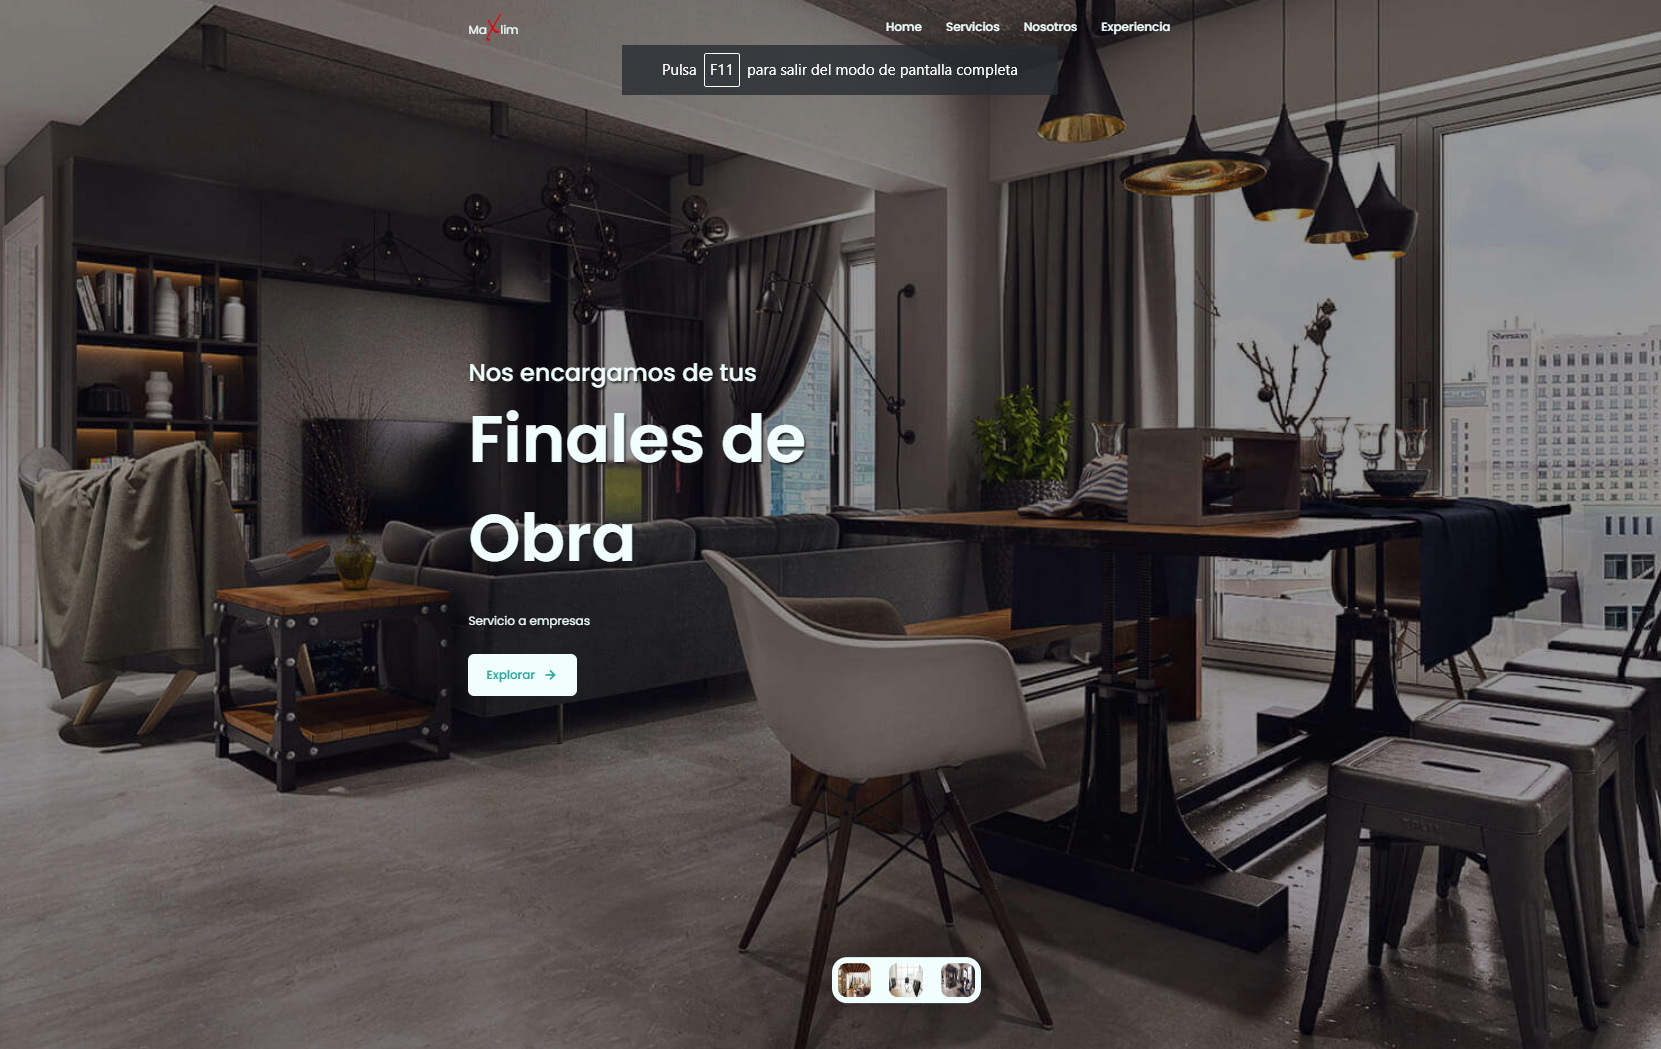 MaXlim
Home Servicios Nosotros Experiencia
Pulsa F11 para salir del modo de pantalla completa
Sheraton
Nos encargamos de tus
Finales de
Obra
Servicio a empresas
Explorar →